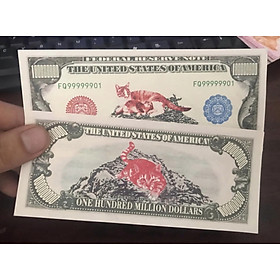 FEDERAL RESERVE NOTE
THE UNITED STATES OF AMERICA
FQ99999901
FQ99999901
THE UNITED STATES OF AMERICA
ONE HUNDRED MILLION DOLLARS